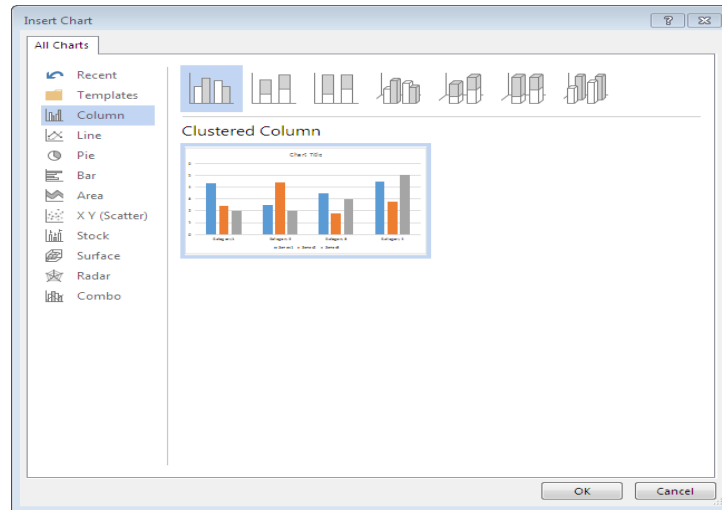 Insert Chart
All Charts
Recent
Templates
Column
Line
Pie
Bar
Area
X Y (Scatter)
Stock
Surface
Radar
Combo
Clustered Column
Chart Title
OK
Cancel